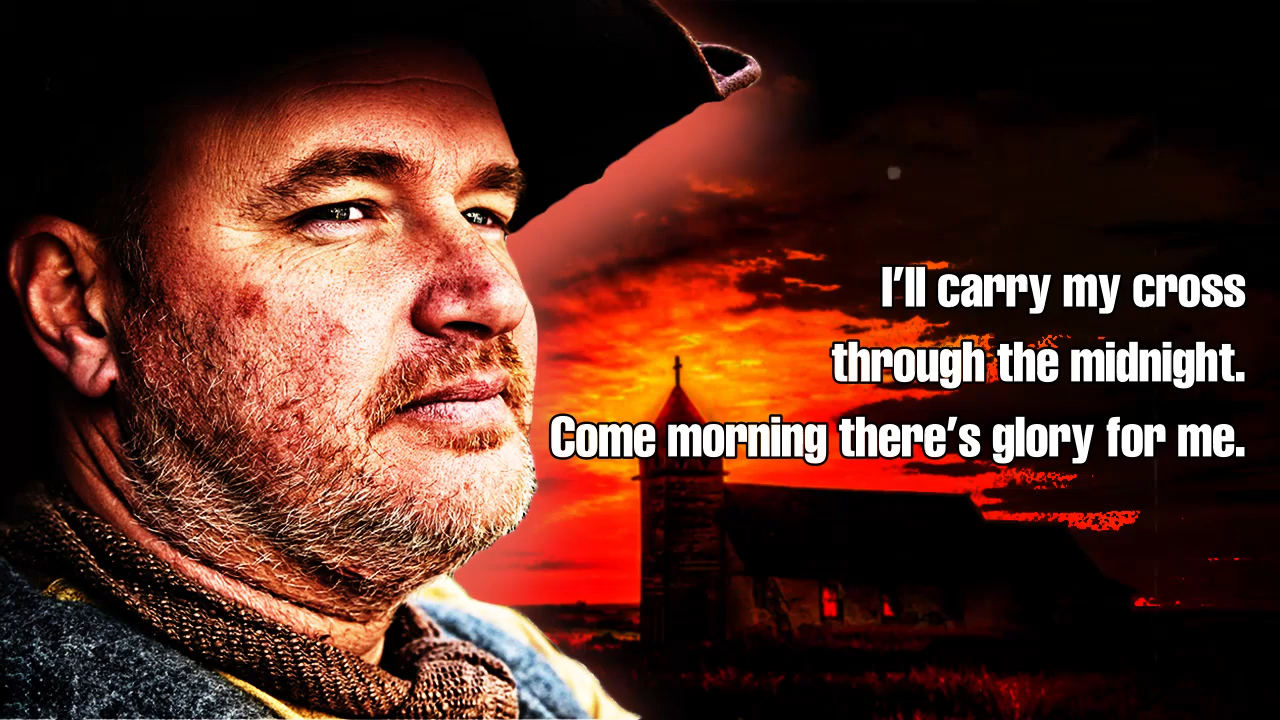 I'll carry my cross
through the midnight.
Come morning there's glory for me.